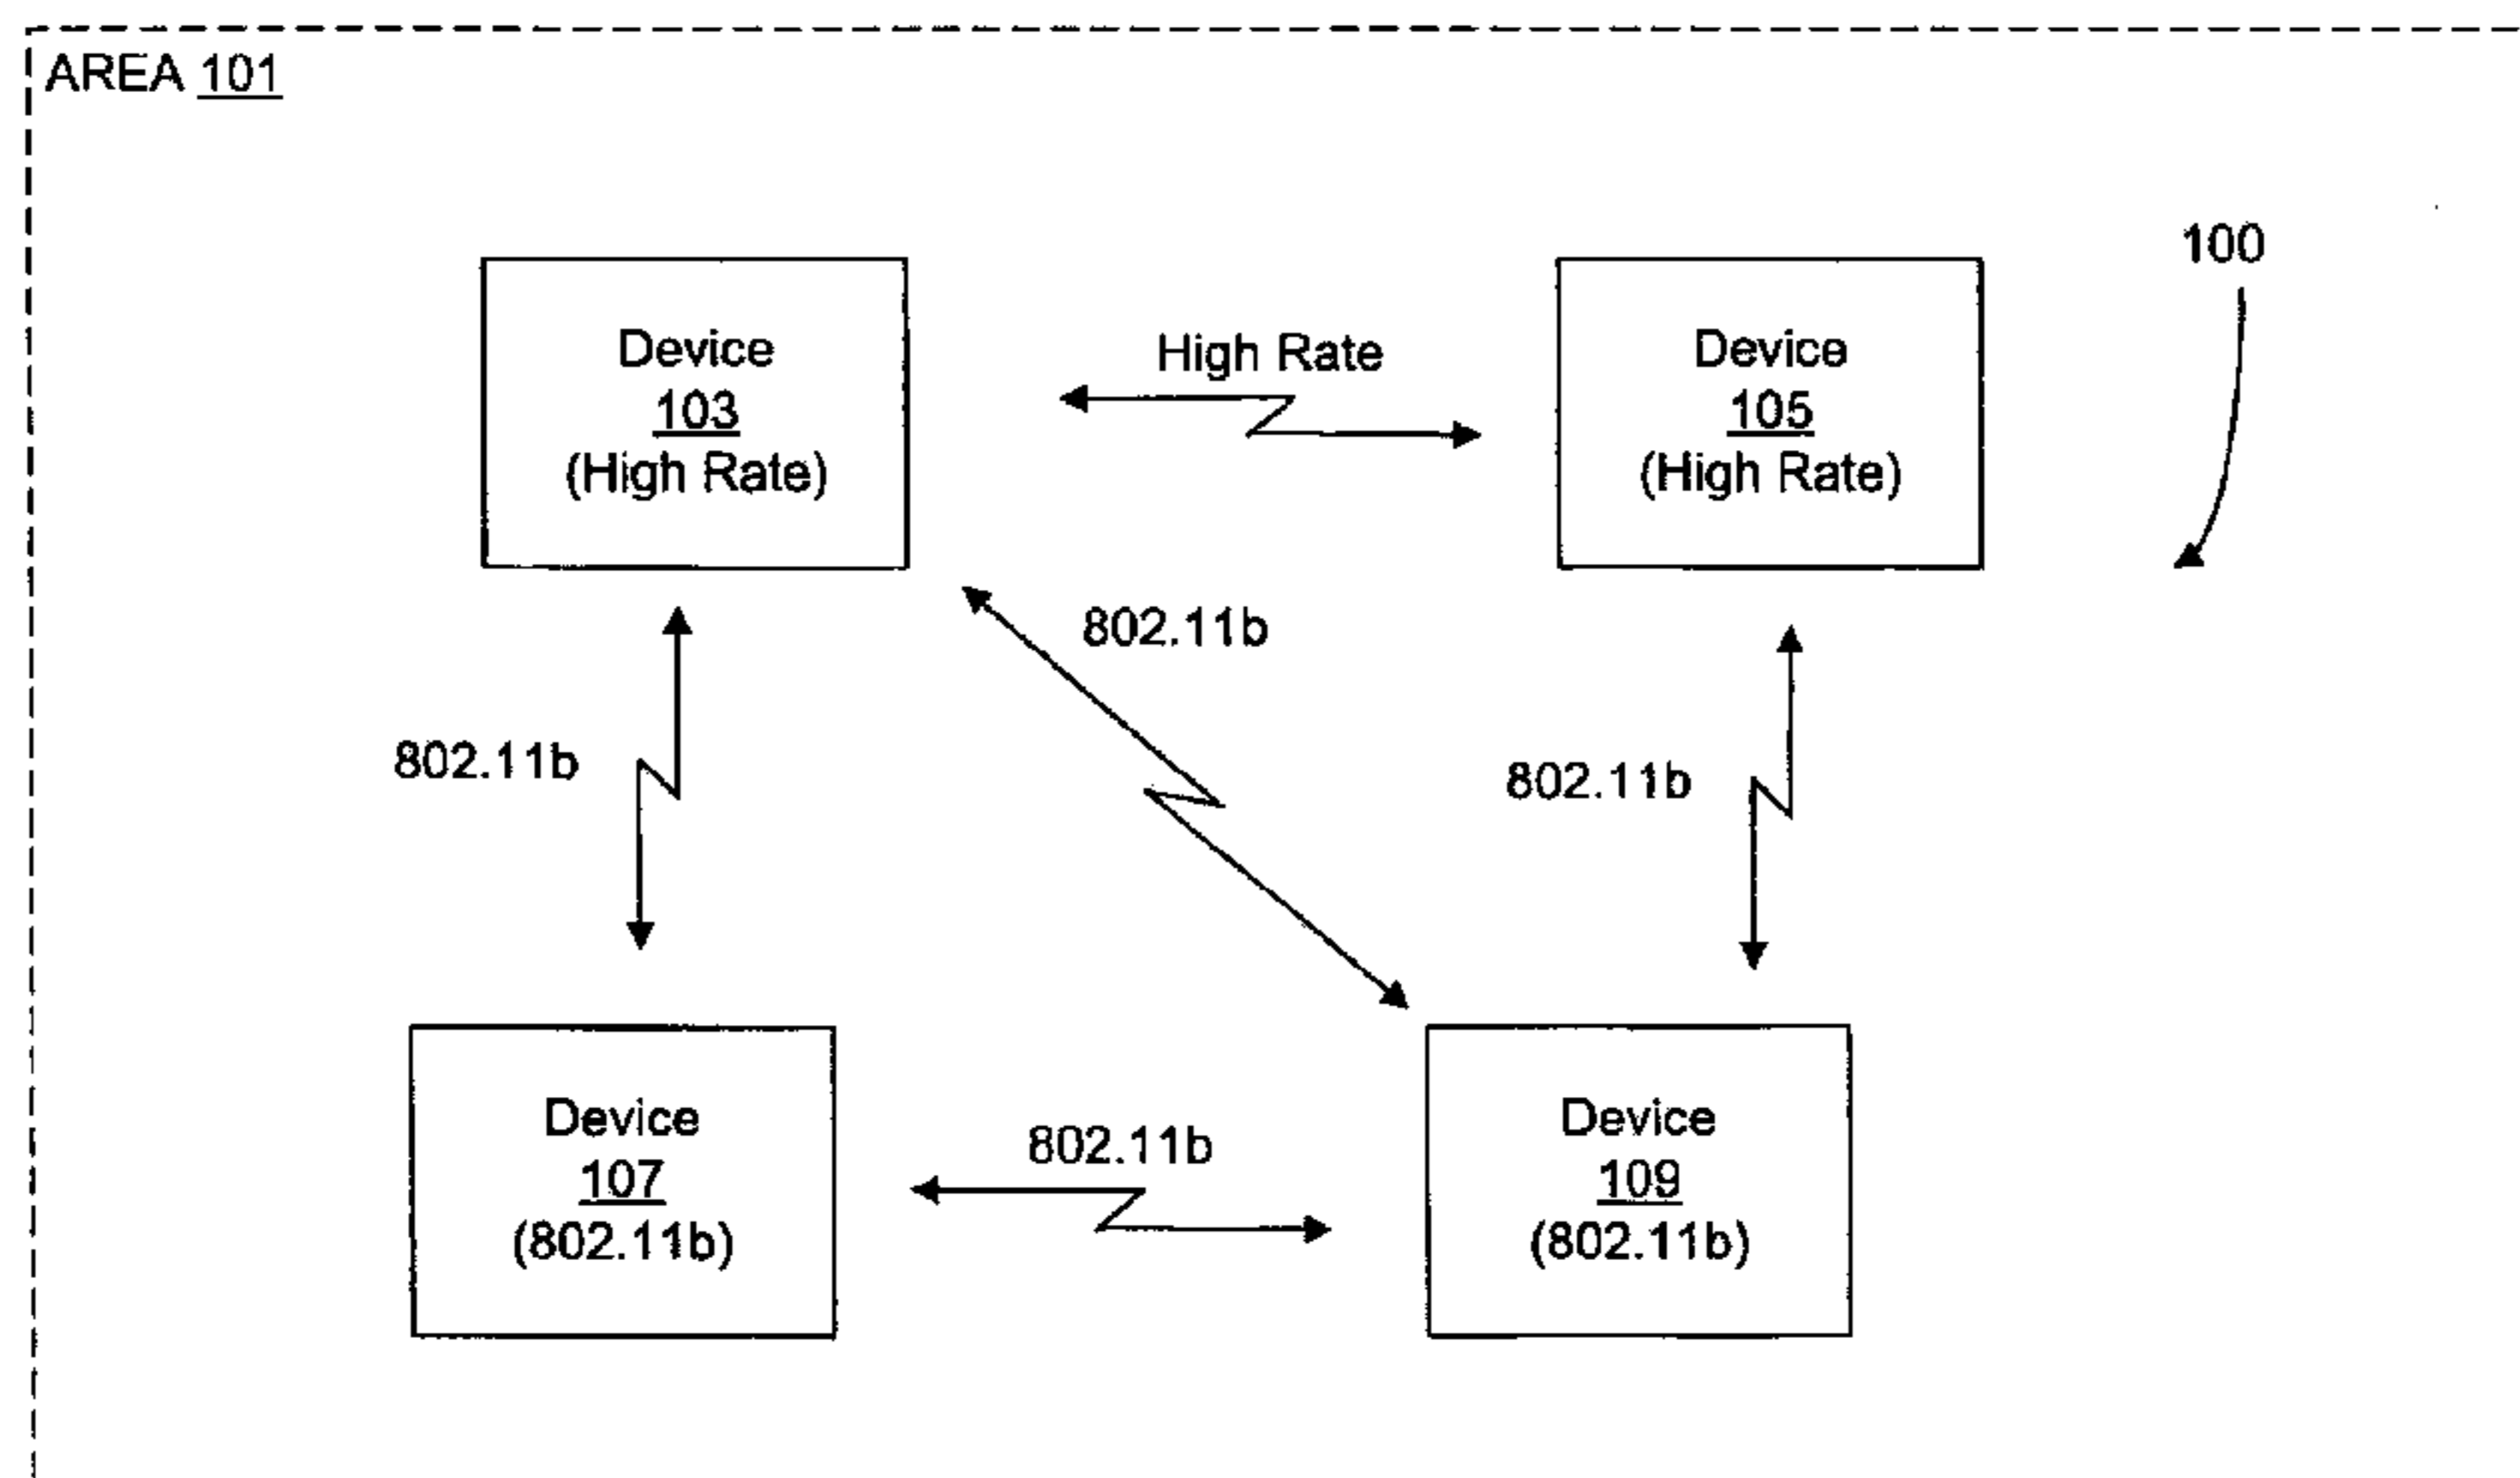 AREA 101
100
Device
103
(High Rate)
High Rate
Device
105
(High Rate)
802.11b
802.11b
802.11b
Device
107
(802.11b)
802.11b
Device
109
(802.11b)